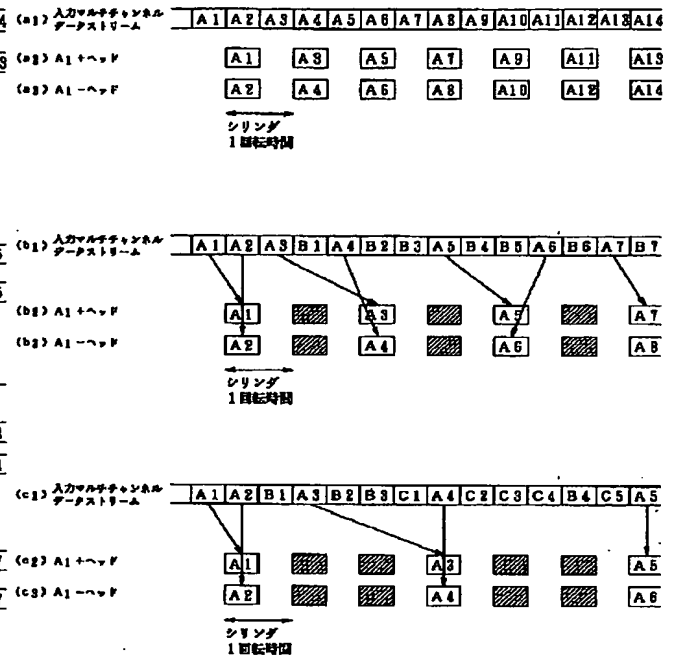 (a1) 入力マルチチャンネル
データストリーム
A1 A2 A3 A4 A5 A6 A7 A8 A9 A10 A11 A12 A13 A14
(a2) A1+ヘッド A1 A3 A5 A7 A9 A11 A13
(a3) A1-ヘッド A2 A4 A6 A8 A10 A12 A14
シリンダ
1回転時間
(b1) 入力マルチチャンネル
データストリーム
A1 A2 A3 B1 A4 B2 B3 A5 B4 B5 A6 B6 A7 B7
(b2) A1+ヘッド A1 A3 A5 A7
(b3) A1-ヘッド A2 A4 A6 A8
シリンダ
1回転時間
(c1) 入力マルチチャンネル
データストリーム
A1 A2 B1 A3 B2 B3 C1 A4 C2 C3 C4 B4 C5 A5
(c2) A1+ヘッド A1 A3 A5
(c3) A1-ヘッド A2 A4 A6
シリンダ
1回転時間